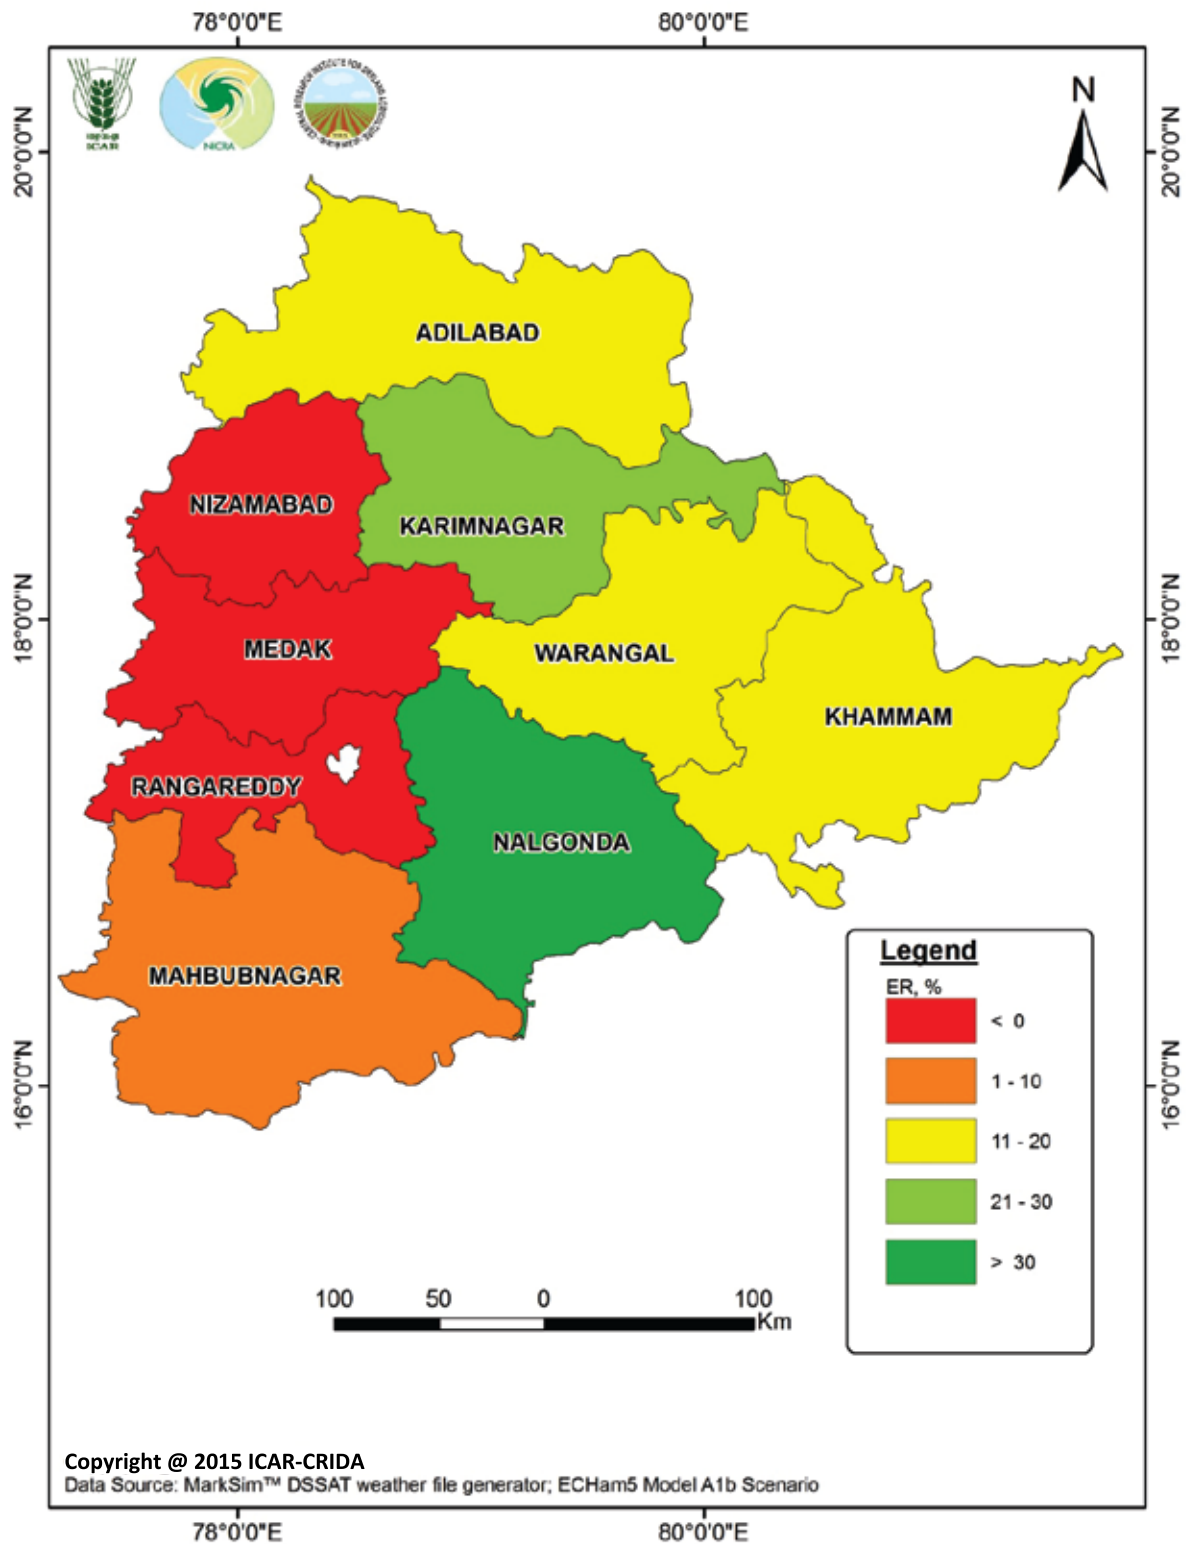 78°0'0"E
80°0'0"E
20°0'0"N
20°0'0"N
ICAR
NICRA
N
ADILABAD
NIZAMABAD
KARIMNAGAR
18°0'0"N
18°0'0"N
MEDAK
WARANGAL
KHAMMAM
RANGAREDDY
NALGONDA
MAHBUBNAGAR
16°0'0"N
16°0'0"N
Legend
ER, %
< 0
1 - 10
11 - 20
21 - 30
> 30
100 50 0 100
Km
Copyright @ 2015 ICAR-CRIDA
Data Source: MarkSim™ DSSAT weather file generator; ECHam5 Model A1b Scenario
78°0'0"E
80°0'0"E